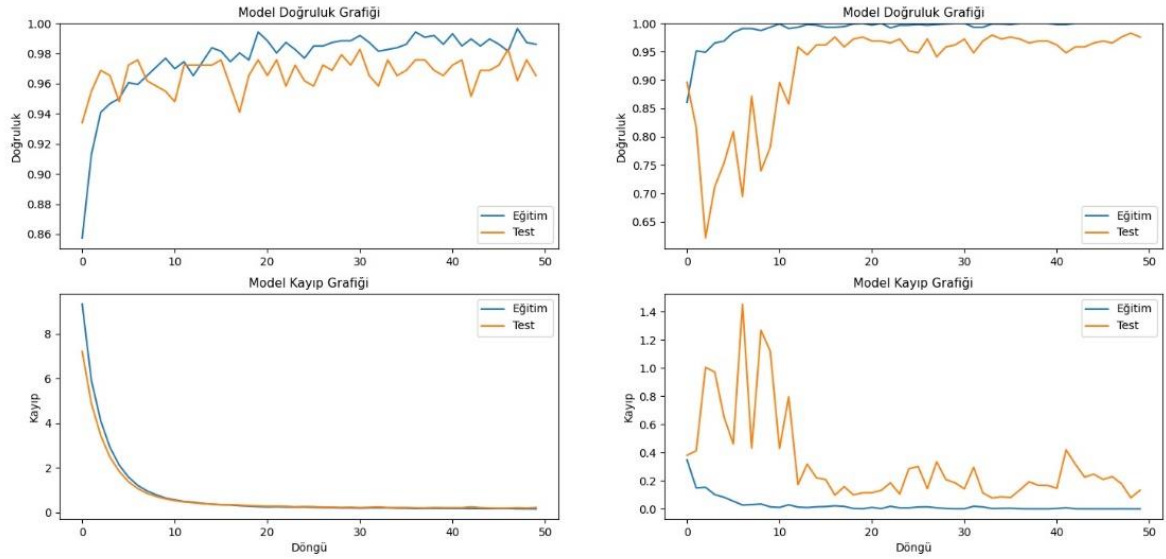 Model Doğruluk Grafiği
1.00
0.98
0.96
0.94
0.92
0.90
0.88
0.86
Doğruluk
Eğitim
Test
0 10 20 30 40 50
Model Kayıp Grafiği
8
6
4
2
0
Kayıp
Eğitim
Test
0 10 20 30 40 50
Döngü
Model Doğruluk Grafiği
1.00
0.95
0.90
0.85
0.80
0.75
0.70
0.65
Doğruluk
Eğitim
Test
0 10 20 30 40 50
Model Kayıp Grafiği
1.4
1.2
1.0
0.8
0.6
0.4
0.2
0.0
Kayıp
Eğitim
Test
0 10 20 30 40 50
Döngü